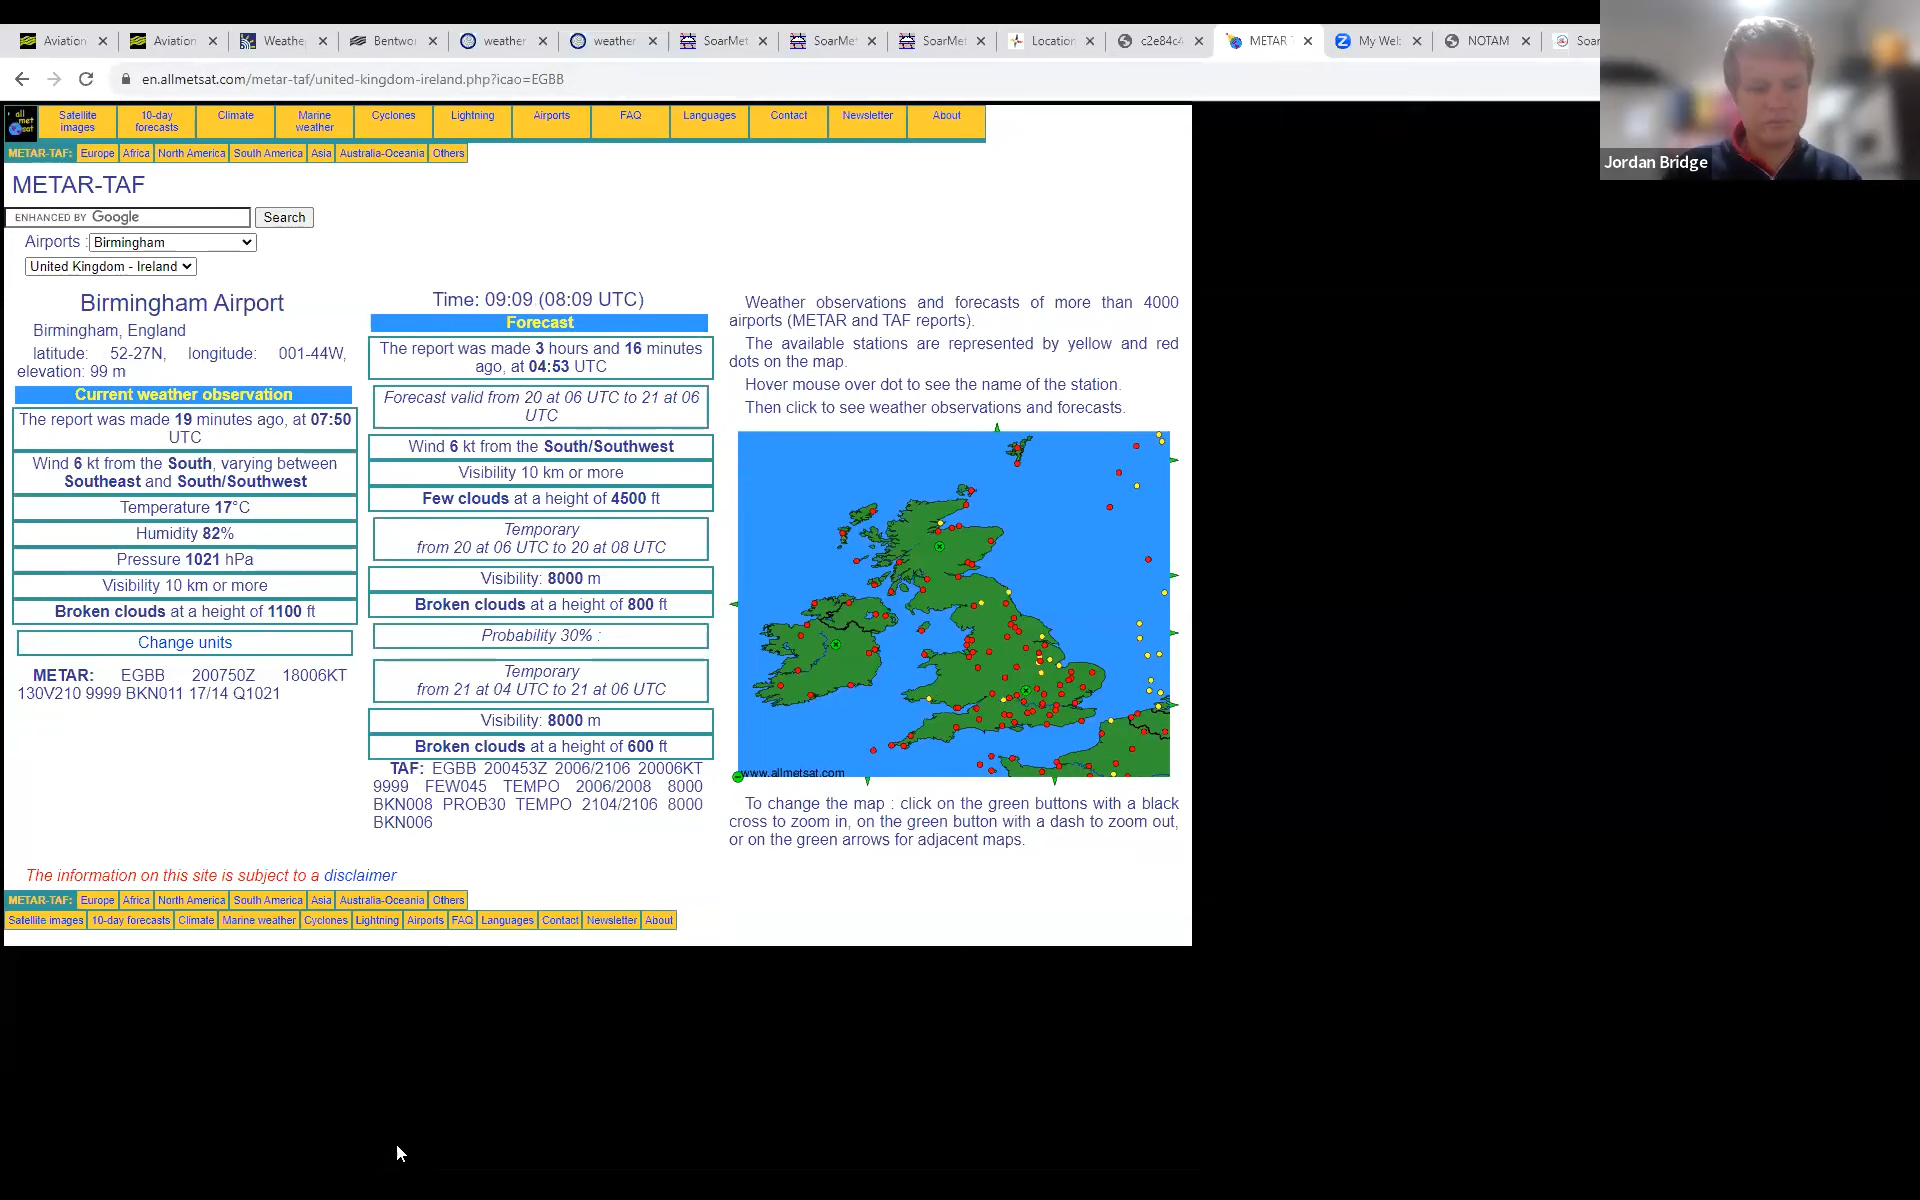 Aviation
Aviation
Weathe
Bentwo
weather
weather
SoarMet
SoarMet
SoarMet
Location
c2e84c4
METAR
My Wel
NOTAM
Soar
en.allmetsat.com/metar-taf/united-kingdom-ireland.php?icao=EGBB
Jordan Bridge
all met sat
Satellite images
10-day forecasts
Climate
Marine weather
Cyclones
Lightning
Airports
FAQ
Languages
Contact
Newsletter
About
METAR-TAF: Europe Africa North America South America Asia Australia-Oceania Others
METAR-TAF
ENHANCED BY Google
Search
Airports : Birmingham
United Kingdom - Ireland
Birmingham Airport
Birmingham, England
latitude: 52-27N, longitude: 001-44W,
elevation: 99 m
Current weather observation
The report was made 19 minutes ago, at 07:50
UTC
Wind 6 kt from the South, varying between
Southeast and South/Southwest
Temperature 17°C
Humidity 82%
Pressure 1021 hPa
Visibility 10 km or more
Broken clouds at a height of 1100 ft
Change units
METAR: EGBB 200750Z 18006KT
130V210 9999 BKN011 17/14 Q1021
Time: 09:09 (08:09 UTC)
Forecast
The report was made 3 hours and 16 minutes
ago, at 04:53 UTC
Forecast valid from 20 at 06 UTC to 21 at 06
UTC
Wind 6 kt from the South/Southwest
Visibility 10 km or more
Few clouds at a height of 4500 ft
Temporary
from 20 at 06 UTC to 20 at 08 UTC
Visibility: 8000 m
Broken clouds at a height of 800 ft
Probability 30% :
Temporary
from 21 at 04 UTC to 21 at 06 UTC
Visibility: 8000 m
Broken clouds at a height of 600 ft
TAF: EGBB 200453Z 2006/2106 20006KT
9999 FEW045 TEMPO 2006/2008 8000
BKN008 PROB30 TEMPO 2104/2106 8000
BKN006
Weather observations and forecasts of more than 4000
airports (METAR and TAF reports).
The available stations are represented by yellow and red
dots on the map.
Hover mouse over dot to see the name of the station.
Then click to see weather observations and forecasts.
www.allmetsat.com
To change the map : click on the green buttons with a black
cross to zoom in, on the green button with a dash to zoom out,
or on the green arrows for adjacent maps.
The information on this site is subject to a disclaimer
METAR-TAF: Europe Africa North America South America Asia Australia-Oceania Others
Satellite images 10-day forecasts Climate Marine weather Cyclones Lightning Airports FAQ Languages Contact Newsletter About